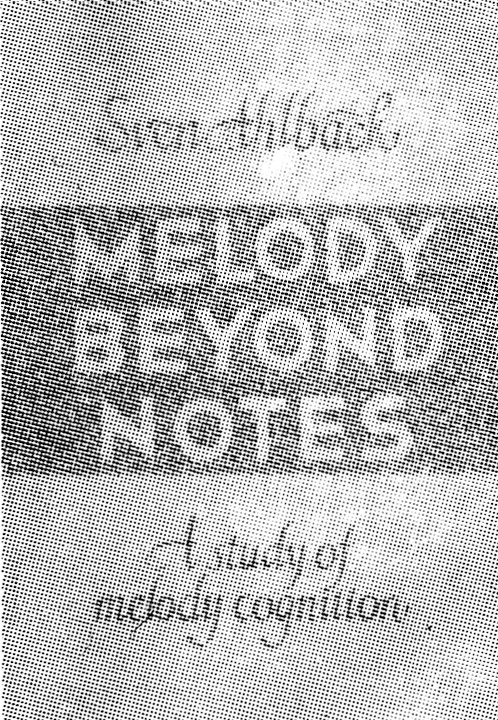 Sven Ahlbäck
MELODY
BEYOND
NOTES
A study of
melody cognition